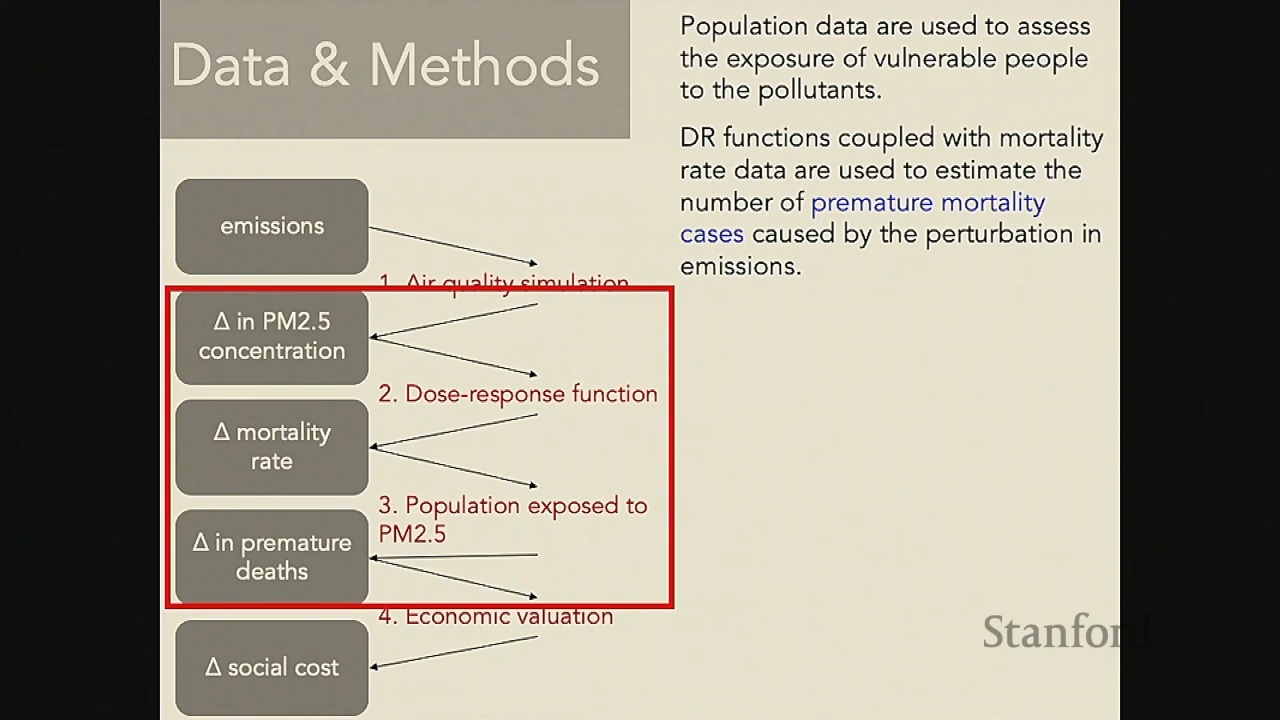 Data & Methods
Population data are used to assess
the exposure of vulnerable people
to the pollutants.
DR functions coupled with mortality
rate data are used to estimate the
number of premature mortality
cases caused by the perturbation in
emissions.
emissions
1. Air quality simulation
Δ in PM2.5
concentration
2. Dose-response function
Δ mortality
rate
3. Population exposed to
PM2.5
Δ in premature
deaths
4. Economic valuation
Δ social cost
Stanford